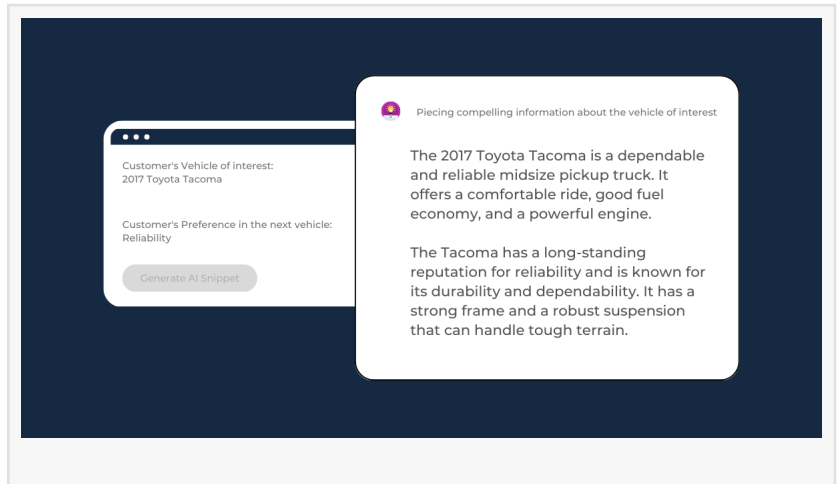 Customer's Vehicle of interest:
2017 Toyota Tacoma
Customer's Preference in the next vehicle:
Reliability
Generate AI Snippet
Piecing compelling information about the vehicle of interest
The 2017 Toyota Tacoma is a dependable
and reliable midsize pickup truck. It
offers a comfortable ride, good fuel
economy, and a powerful engine.
The Tacoma has a long-standing
reputation for reliability and is known for
its durability and dependability. It has a
strong frame and a robust suspension
that can handle tough terrain.